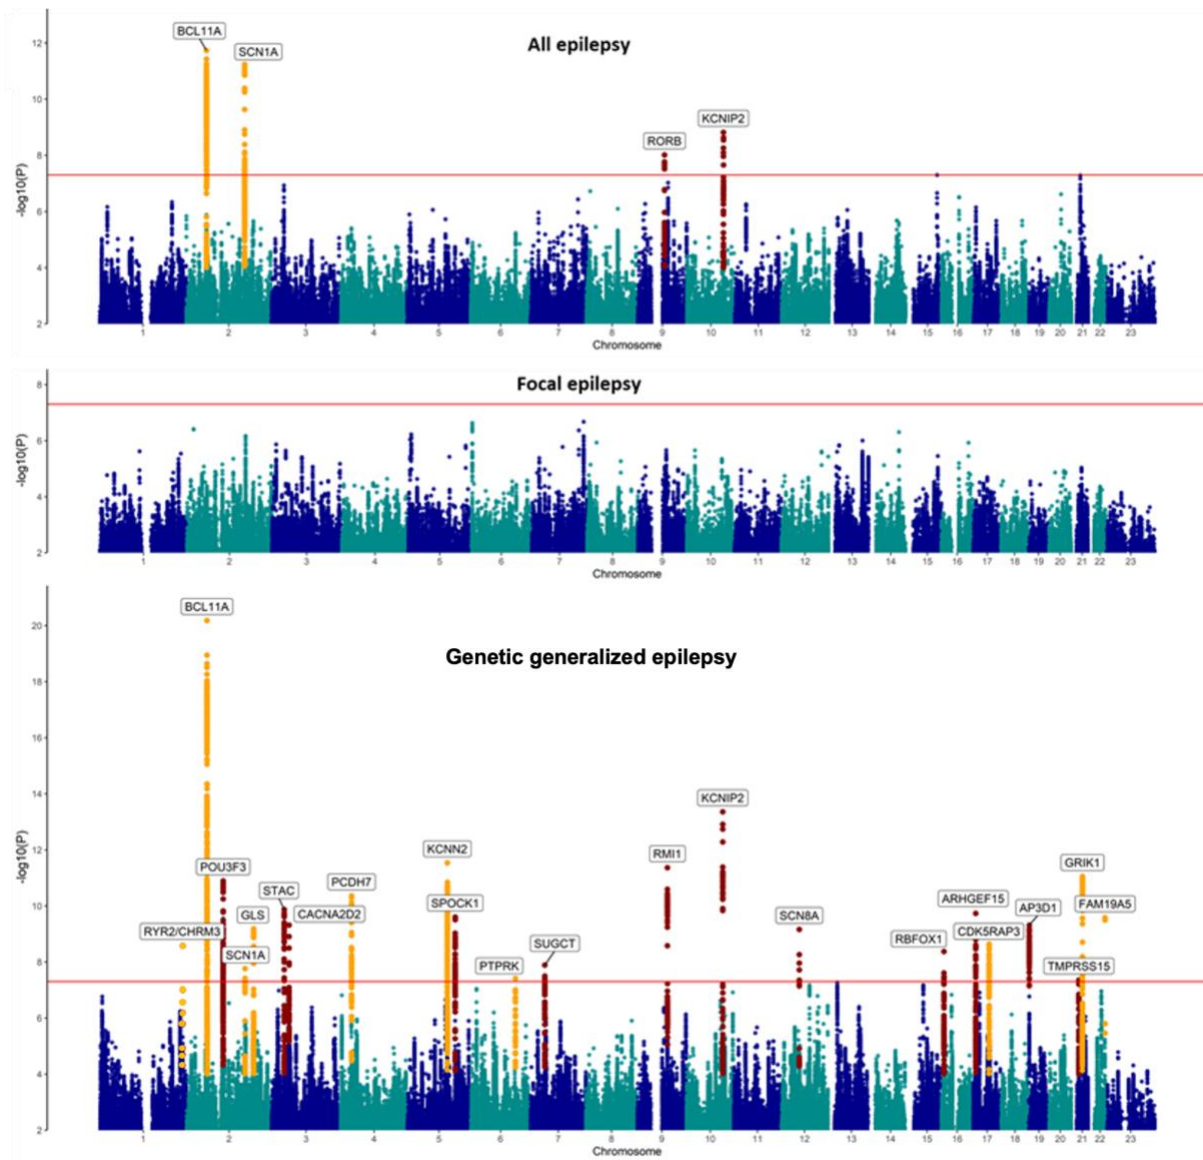 All epilepsy
BCL11A
SCN1A
RORB
KCNIP2
-log10(P)
12
10
8
6
4
2
1 2 3 4 5 6 7 8 9 10 11 12 13 14 15 16 17 18 19 20 21 22 23
Chromosome
Focal epilepsy
-log10(P)
8
6
4
2
1 2 3 4 5 6 7 8 9 10 11 12 13 14 15 16 17 18 19 20 21 22 23
Chromosome
Genetic generalized epilepsy
BCL11A
KCNIP2
KCNN2
RMI1
GRIK1
POU3F3
STAC
PCDH7
CACNA2D2
SPOCK1
ARHGEF15
AP3D1
FAM19A5
GLS
RYR2/CHRM3
SCN1A
SCN8A
CDK5RAP3
RBFOX1
SUGCT
PTPRK
TMPRSS15
-log10(P)
20
18
16
14
12
10
8
6
4
2
1 2 3 4 5 6 7 8 9 10 11 12 13 14 15 16 17 18 19 20 21 22 23
Chromosome